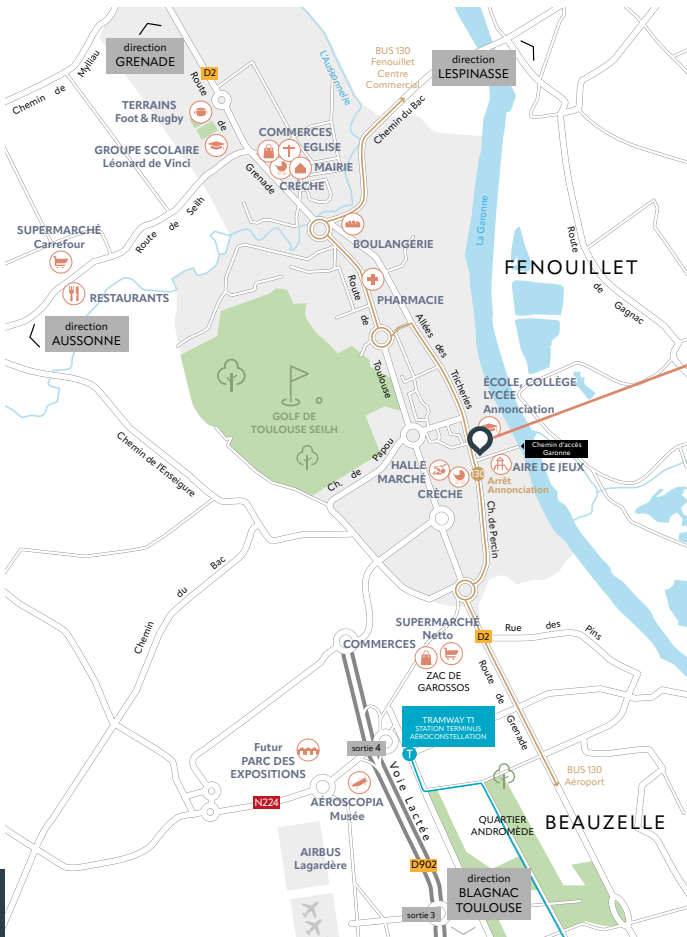 direction
GRENADE
D2
Chemin de Mylliau
BUS 130
Fenouillet
Centre
Commercial
direction
LESPINASSE
L'Aussonnelle
TERRAINS
Foot & Rugby
Route de Grenade
GROUPE SCOLAIRE
Léonard de Vinci
COMMERCES
EGLISE
MAIRIE
CRÈCHE
Chemin du Bac
La Garonne
SUPERMARCHÉ
Carrefour
Route de Seilh
BOULANGERIE
RESTAURANTS
PHARMACIE
FENOUILLET
Route de Gagnac
direction
AUSSONNE
Route de Toulouse
Allées des Tricheries
GOLF DE
TOULOUSE SEILH
ÉCOLE, COLLÈGE
LYCÉE
Annonciation
Chemin d'accès
Garonne
Chemin de l'Enseigure
Ch. de Papou
HALLE
MARCHÉ
CRÈCHE
AIRE DE JEUX
Arrêt
Annonciation
Ch. de Percin
Chemin du Bac
SUPERMARCHÉ
Netto
COMMERCES
D2
Rue des Pins
ZAC DE
GAROSSOS
Route de Grenade
TRAMWAY T1
STATION TERMINUS
AÉROCONSTELLATION
T
sortie 4
Futur
PARC DES
EXPOSITIONS
Voie Lactée
BUS 130
Aéroport
N224
AÉROSCOPIA
Musée
QUARTIER
ANDROMÈDE
BEAUZELLE
AIRBUS
Lagardère
D902
direction
BLAGNAC
TOULOUSE
sortie 3